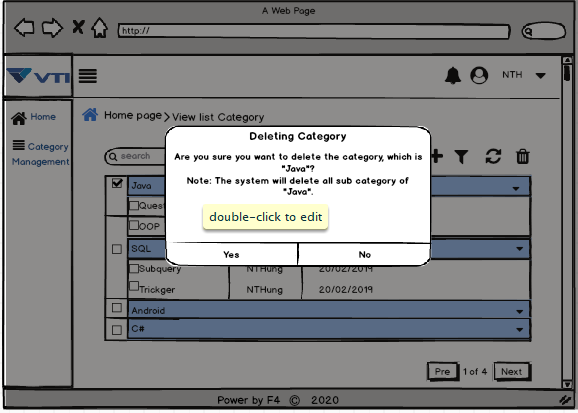 A Web Page
http://
VTI
NTH
Home
Home page > View list Category
Category
Management
search
Deleting Category
Are you sure you want to delete the category, which is
"Java"?
Note: The system will delete all sub category of
"Java".
double-click to edit
Yes No
Java
Quest
OOP
SQL
Subquery NTHung 20/02/2019
Trickger NTHung 20/02/2019
Android
C#
Pre 1 of 4 Next
Power by F4 © 2020